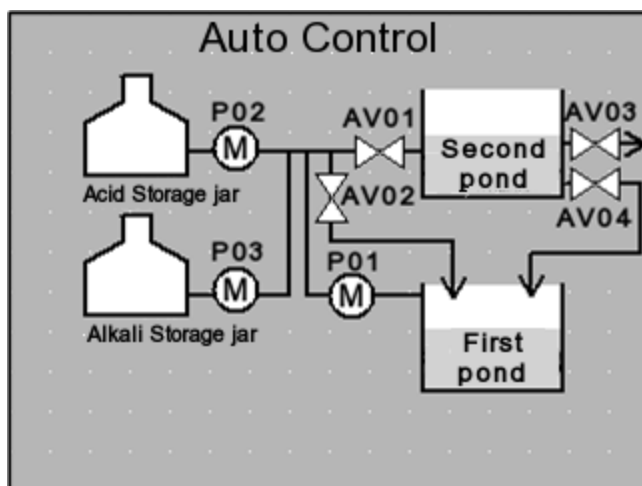 Auto Control
P02
M
AV01
AV03
Second
pond
Acid Storage jar
AV02
AV04
P03
M
P01
M
Alkali Storage jar
First
pond